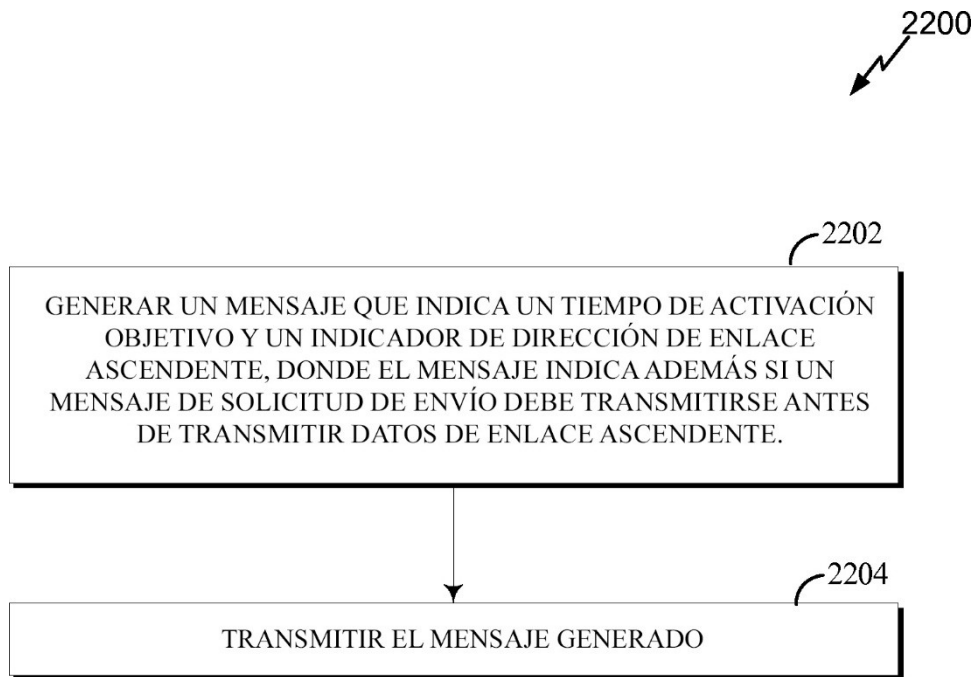 2200
2202
GENERAR UN MENSAJE QUE INDICA UN TIEMPO DE ACTIVACIÓN
OBJETIVO Y UN INDICADOR DE DIRECCIÓN DE ENLACE
ASCENDENTE, DONDE EL MENSAJE INDICA ADEMÁS SI UN
MENSAJE DE SOLICITUD DE ENVÍO DEBE TRANSMITIRSE ANTES
DE TRANSMITIR DATOS DE ENLACE ASCENDENTE.
2204
TRANSMITIR EL MENSAJE GENERADO